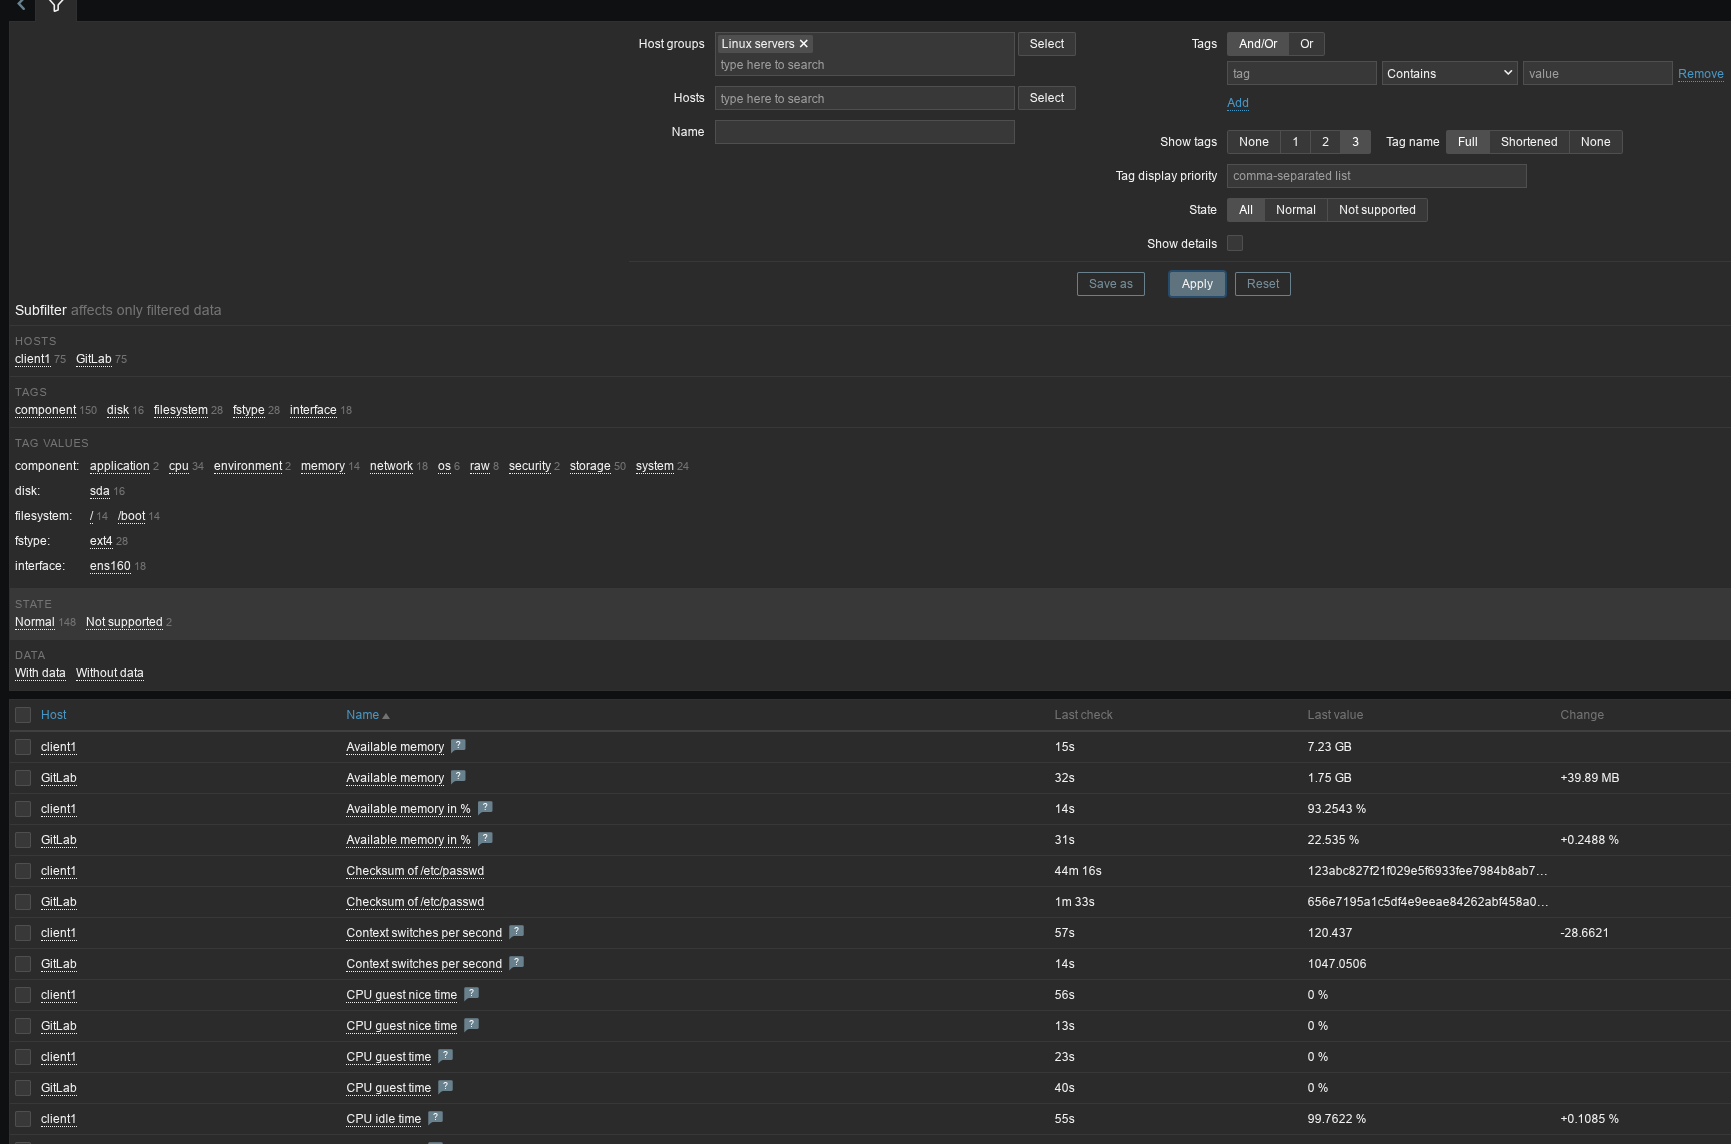 Host groups Linux servers ✕ Select Tags And/Or Or
type here to search
tag Contains value Remove
Hosts type here to search Select
Add
Name
Show tags None 1 2 3 Tag name Full Shortened None
Tag display priority comma-separated list
State All Normal Not supported
Show details
Save as Apply Reset
Subfilter affects only filtered data
HOSTS
client1 75 GitLab 75
TAGS
component 150 disk 16 filesystem 28 fstype 28 interface 18
TAG VALUES
component: application 2 cpu 34 environment 2 memory 14 network 18 os 6 raw 8 security 2 storage 50 system 24
disk: sda 16
filesystem: / 14 /boot 14
fstype: ext4 28
interface: ens160 18
STATE
Normal 148 Not supported 2
DATA
With data Without data
Host Name Last check Last value Change
client1 Available memory ? 15s 7.23 GB
GitLab Available memory ? 32s 1.75 GB +39.89 MB
client1 Available memory in % ? 14s 93.2543 %
GitLab Available memory in % ? 31s 22.535 % +0.2488 %
client1 Checksum of /etc/passwd 44m 16s 123abc827f21f029e5f6933fee7984b8ab7...
GitLab Checksum of /etc/passwd 1m 33s 656e7195a1c5df4e9eeae84262abf458a0...
client1 Context switches per second ? 57s 120.437 -28.6621
GitLab Context switches per second ? 14s 1047.0506
client1 CPU guest nice time ? 56s 0 %
GitLab CPU guest nice time ? 13s 0 %
client1 CPU guest time ? 23s 0 %
GitLab CPU guest time ? 40s 0 %
client1 CPU idle time ? 55s 99.7622 % +0.1085 %